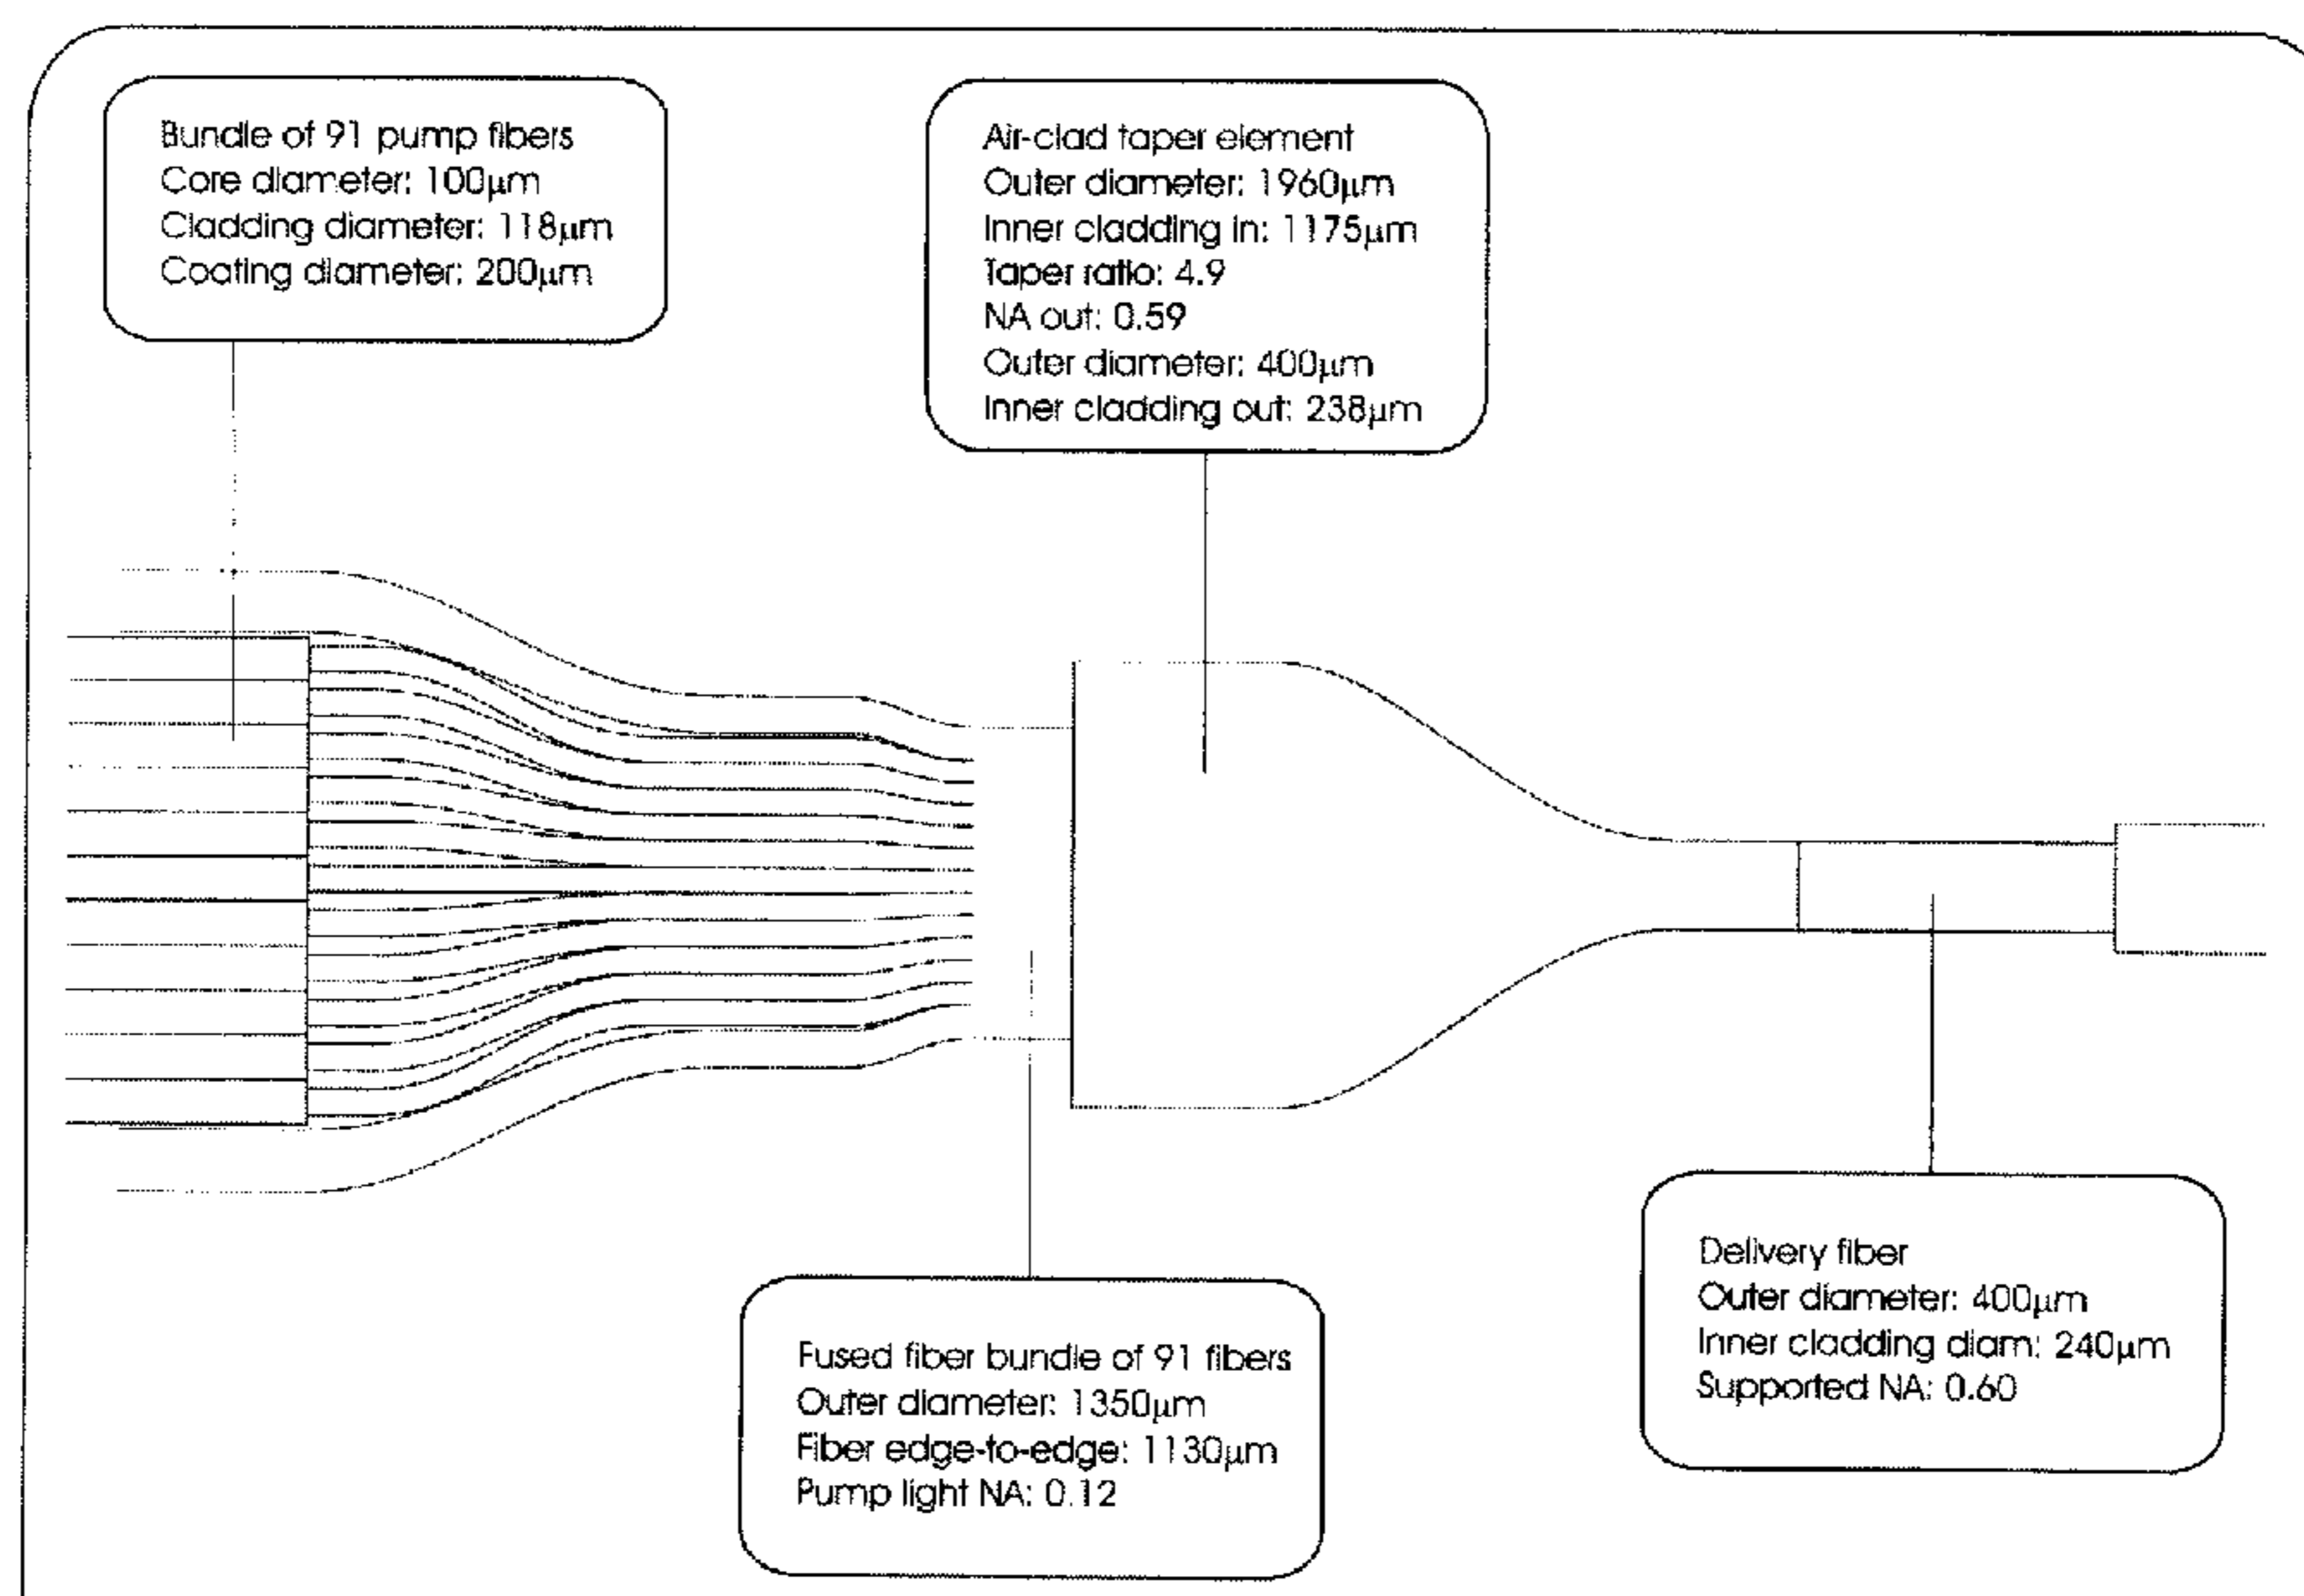 Bundle of 91 pump fibers
Core diameter: 100μm
Cladding diameter: 118μm
Coating diameter: 200μm
Air-clad taper element
Outer diameter: 1960μm
Inner cladding in: 1175μm
Taper ratio: 4.9
NA out: 0.59
Outer diameter: 400μm
Inner cladding out: 238μm
Fused fiber bundle of 91 fibers
Outer diameter: 1350μm
Fiber edge-to-edge: 1130μm
Pump light NA: 0.12
Delivery fiber
Outer diameter: 400μm
Inner cladding diam: 240μm
Supported NA: 0.60